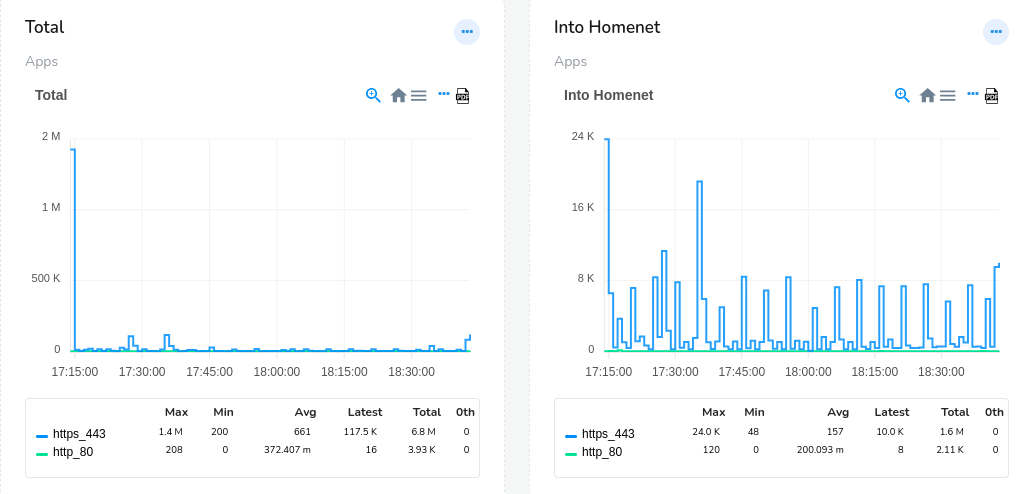 Total
Apps
Total
2 M
1 M
500 K
0
17:15:00 17:30:00 17:45:00 18:00:00 18:15:00 18:30:00
Max Min Avg Latest Total 0th
https_443 1.4 M 200 661 117.5 K 6.8 M 0
http_80 208 0 372.407 m 16 3.93 K 0
Into Homenet
Apps
Into Homenet
24 K
16 K
8 K
0
17:15:00 17:30:00 17:45:00 18:00:00 18:15:00 18:30:00
Max Min Avg Latest Total 0th
https_443 24.0 K 48 157 10.0 K 1.6 M 0
http_80 120 0 200.093 m 8 2.11 K 0